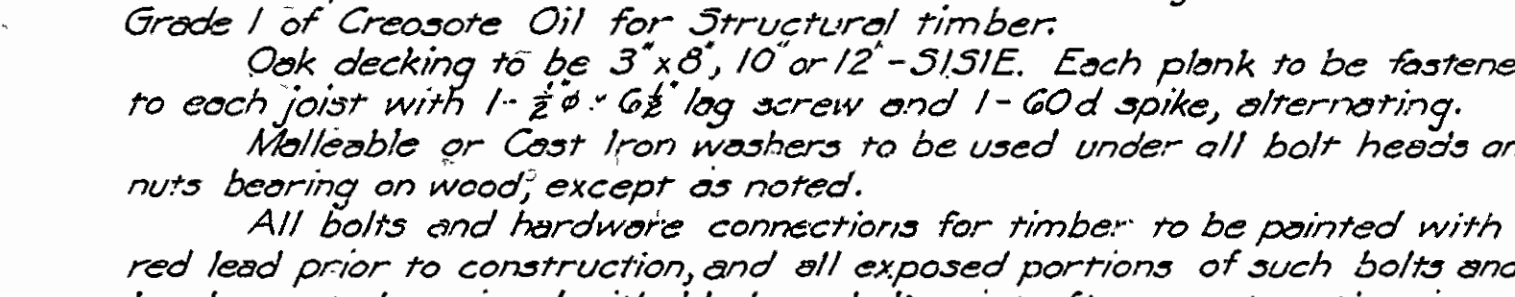 Grade 1 of Creosote Oil for Structural timber.
Oak decking to be 3"x8", 10" or 12" - S1S1E. Each plank to be fastene
to each joist with 1 - ½"φ x 6½" lag screw and 1 - 60d spike, alternating.
Malleable or Cast Iron washers to be used under all bolt heads an
nuts bearing on wood, except as noted.
All bolts and hardware connections for timber to be painted with
red lead prior to construction, and all exposed portions of such bolts and